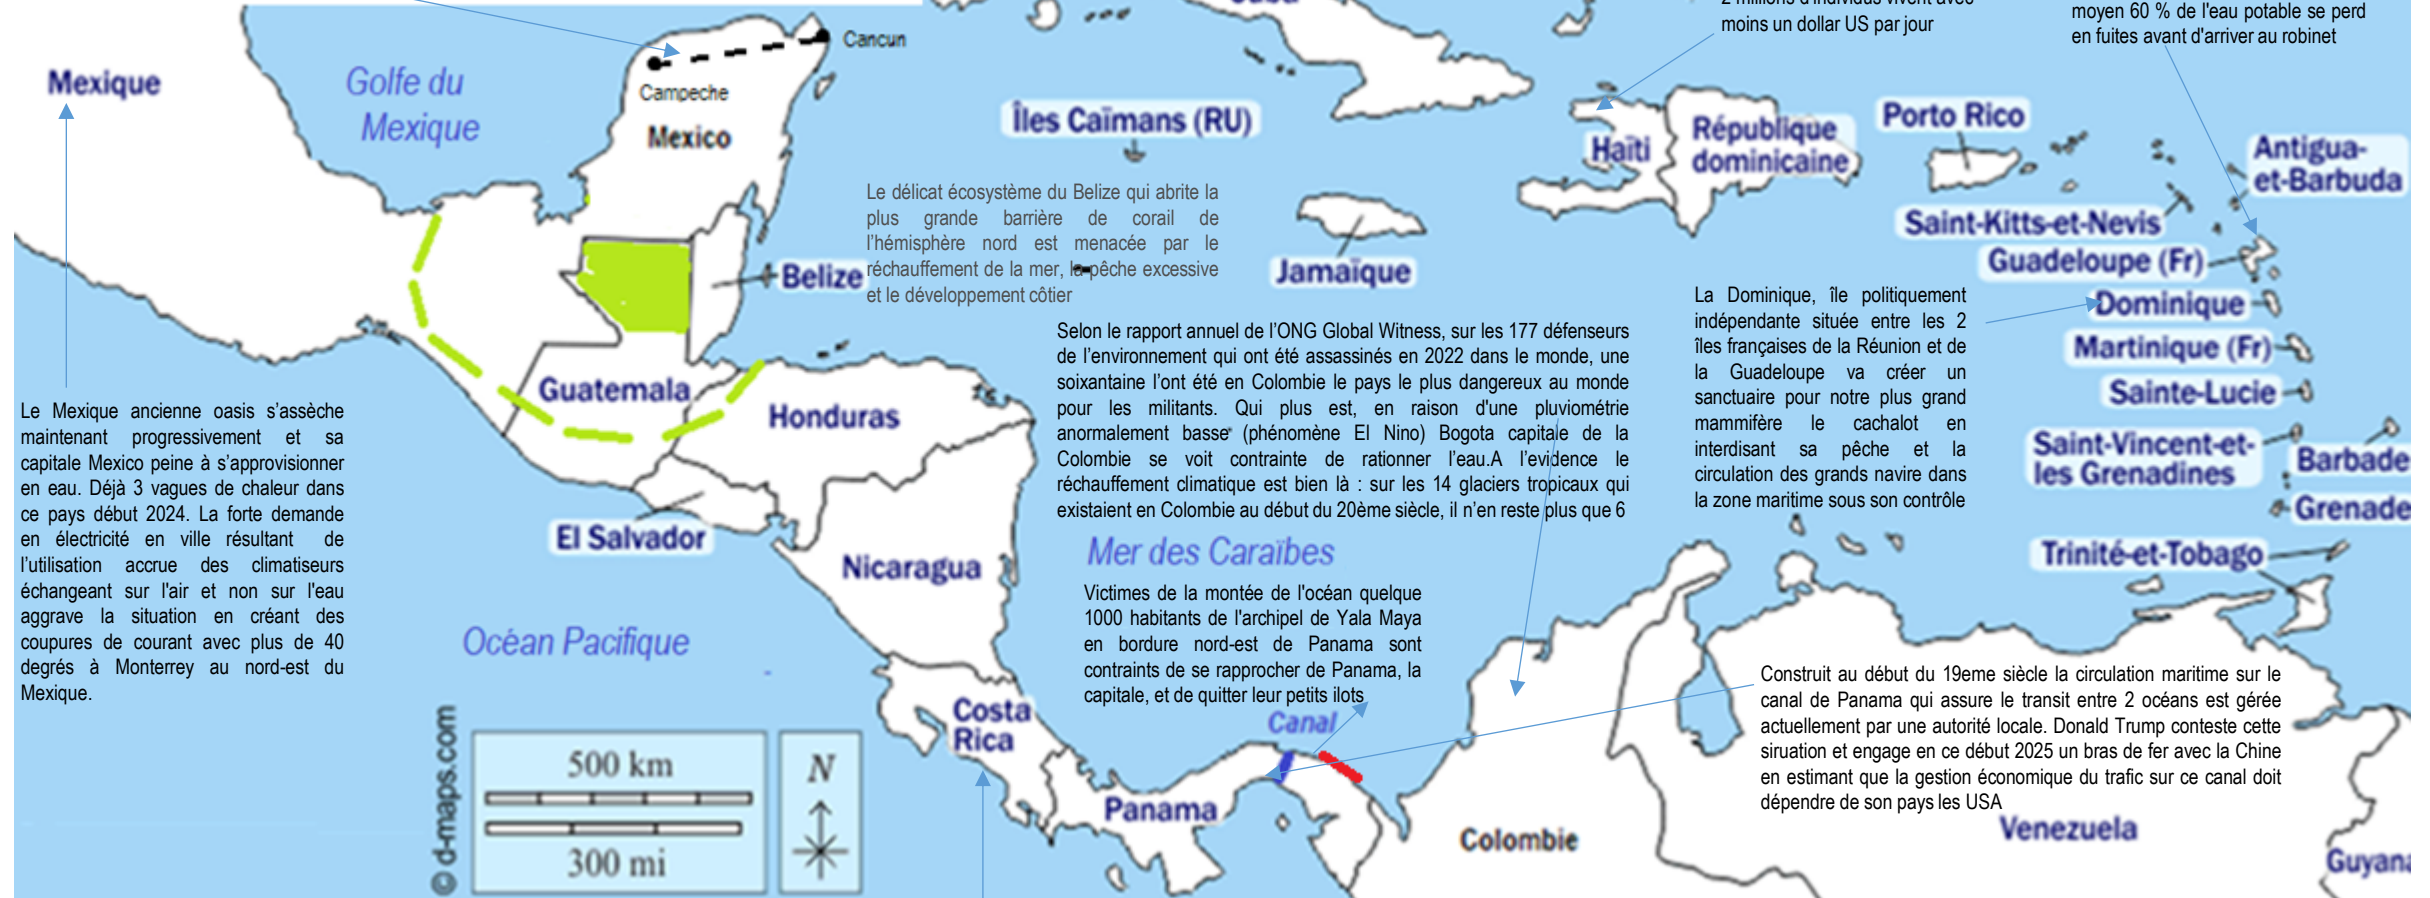 2 millions d'individus vivent avec
moins un dollar US par jour
moyen 60 % de l'eau potable se perd
en fuites avant d'arriver au robinet
Cancun
Campeche
Mexico
Mexique
Golfe du
Mexique
Îles Caïmans (RU)
Haïti
République
dominicaine
Porto Rico
Antigua-
et-Barbuda
Saint-Kitts-et-Nevis
Guadeloupe (Fr)
Dominique
Martinique (Fr)
Sainte-Lucie
Saint-Vincent-et-
les Grenadines
Barbade
Grenade
Trinité-et-Tobago
Jamaïque
Belize
Le délicat écosystème du Belize qui abrite la
plus grande barrière de corail de
l'hémisphère nord est menacée par le
réchauffement de la mer, la pêche excessive
et le développement côtier
La Dominique, île politiquement
indépendante située entre les 2
îles françaises de la Réunion et de
la Guadeloupe va créer un
sanctuaire pour notre plus grand
mammifère le cachalot en
interdisant sa pêche et la
circulation des grands navire dans
la zone maritime sous son contrôle
Selon le rapport annuel de l'ONG Global Witness, sur les 177 défenseurs
de l'environnement qui ont été assassinés en 2022 dans le monde, une
soixantaine l'ont été en Colombie le pays le plus dangereux au monde
pour les militants. Qui plus est, en raison d'une pluviométrie
anormalement basse* (phénomène El Nino) Bogota capitale de la
Colombie se voit contrainte de rationner l'eau.A l'evidence le
réchauffement climatique est bien là : sur les 14 glaciers tropicaux qui
existaient en Colombie au début du 20ème siècle, il n'en reste plus que 6
Guatemala
Honduras
El Salvador
Nicaragua
Le Mexique ancienne oasis s'assèche
maintenant progressivement et sa
capitale Mexico peine à s'approvisionner
en eau. Déjà 3 vagues de chaleur dans
ce pays début 2024. La forte demande
en électricité en ville résultant de
l'utilisation accrue des climatiseurs
échangeant sur l'air et non sur l'eau
aggrave la situation en créant des
coupures de courant avec plus de 40
degrés à Monterrey au nord-est du
Mexique.
Mer des Caraïbes
Victimes de la montée de l'océan quelque
1000 habitants de l'archipel de Yala Maya
en bordure nord-est de Panama sont
contraints de se rapprocher de Panama, la
capitale, et de quitter leur petits ilots
Océan Pacifique
Costa
Rica
Canal
Panama
Colombie
Construit au début du 19eme siècle la circulation maritime sur le
canal de Panama qui assure le transit entre 2 océans est gérée
actuellement par une autorité locale. Donald Trump conteste cette
siruation et engage en ce début 2025 un bras de fer avec la Chine
en estimant que la gestion économique du trafic sur ce canal doit
dépendre de son pays les USA
Venezuela
Guyana
500 km
300 mi
N
© d-maps.com